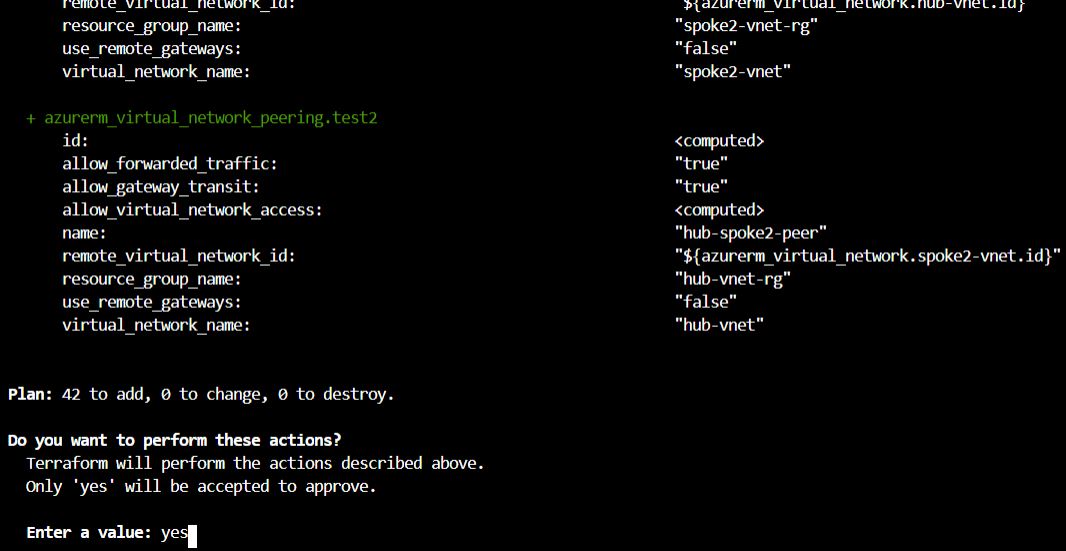 remote_virtual_network_id: "${azurerm_virtual_network.hub-vnet.id}"
resource_group_name: "spoke2-vnet-rg"
use_remote_gateways: "false"
virtual_network_name: "spoke2-vnet"
+ azurerm_virtual_network_peering.test2
id: <computed>
allow_forwarded_traffic: "true"
allow_gateway_transit: "true"
allow_virtual_network_access: <computed>
name: "hub-spoke2-peer"
remote_virtual_network_id: "${azurerm_virtual_network.spoke2-vnet.id}"
resource_group_name: "hub-vnet-rg"
use_remote_gateways: "false"
virtual_network_name: "hub-vnet"
Plan: 42 to add, 0 to change, 0 to destroy.
Do you want to perform these actions?
Terraform will perform the actions described above.
Only 'yes' will be accepted to approve.
Enter a value: yes